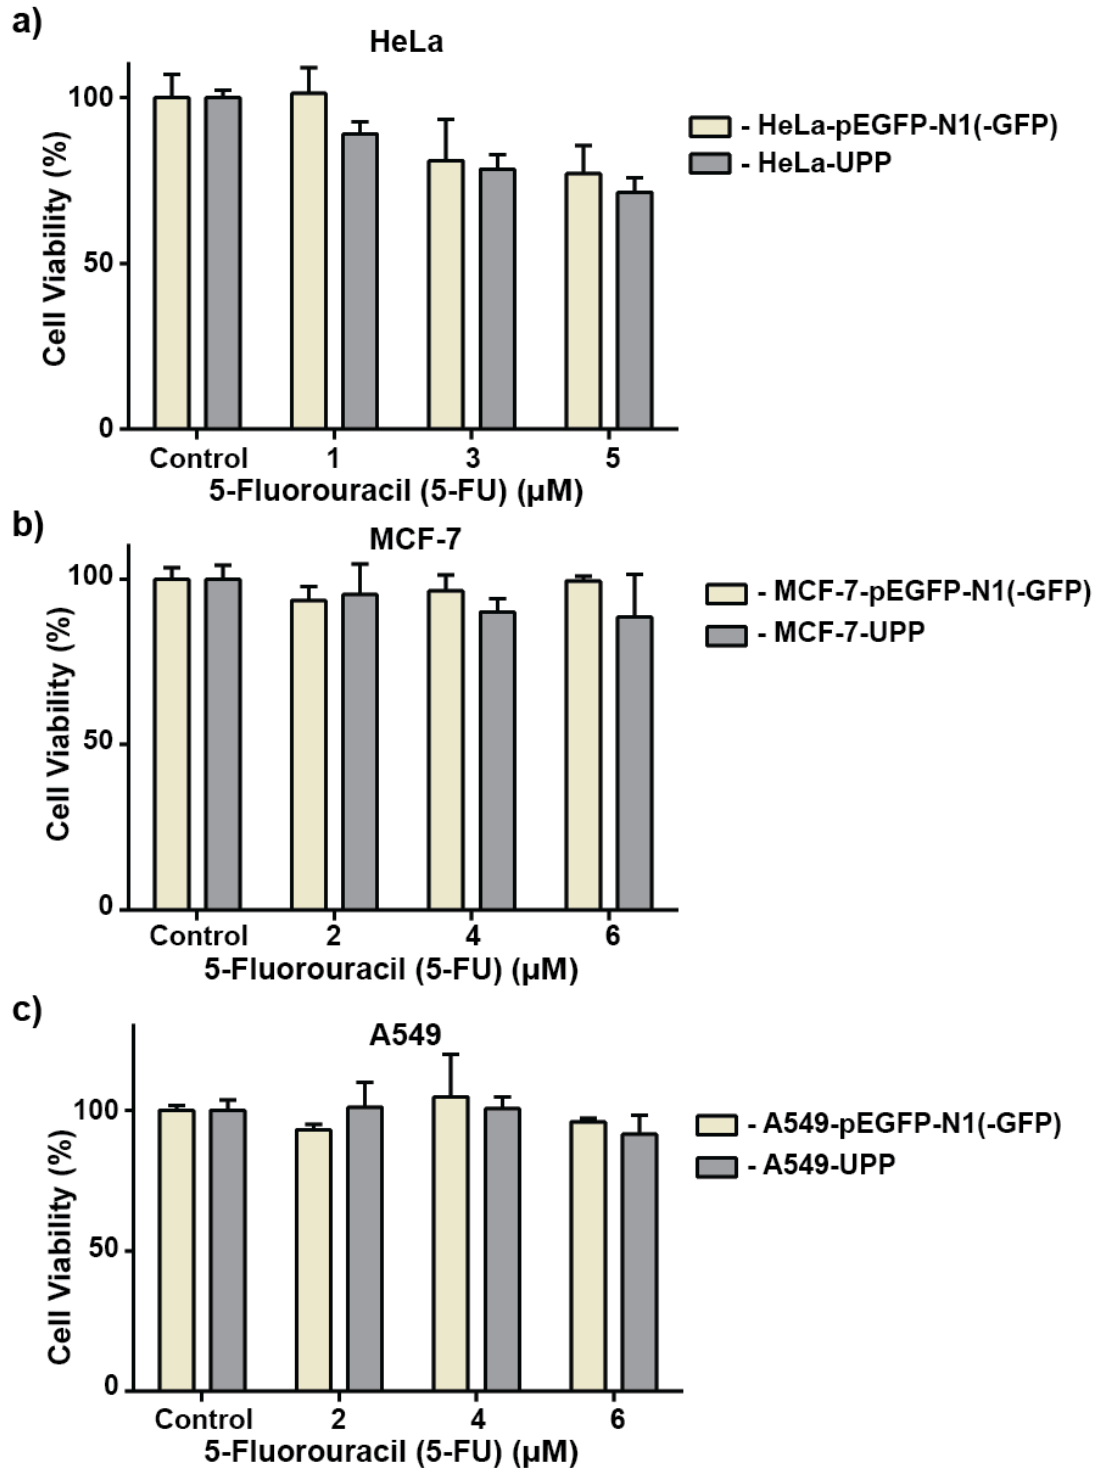 a)
HeLa
100
50
0
Cell Viability (%)
Control 1 3 5
5-Fluorouracil (5-FU) (µM)
- HeLa-pEGFP-N1(-GFP)
- HeLa-UPP
b)
MCF-7
100
50
0
Cell Viability (%)
Control 2 4 6
5-Fluorouracil (5-FU) (µM)
- MCF-7-pEGFP-N1(-GFP)
- MCF-7-UPP
c)
A549
100
50
0
Cell Viability (%)
Control 2 4 6
5-Fluorouracil (5-FU) (µM)
- A549-pEGFP-N1(-GFP)
- A549-UPP